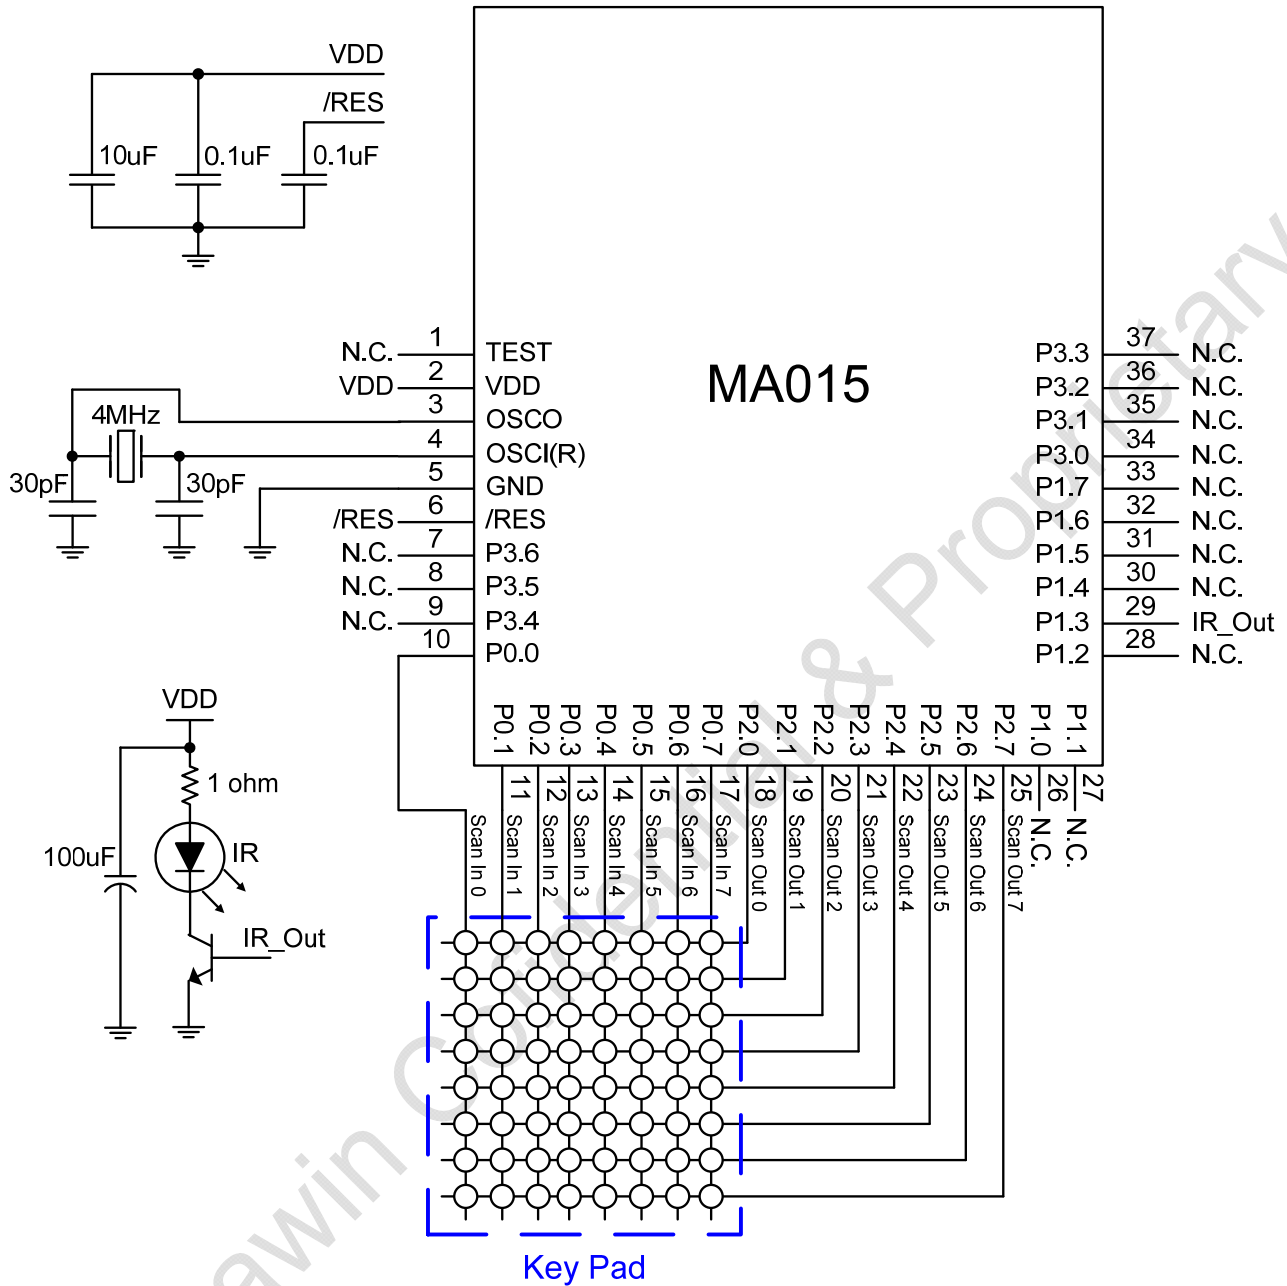 VDD
/RES
10uF
0.1uF
0.1uF
MA015
N.C. 1 TEST
VDD 2 VDD
3 OSCO
4MHz
4 OSCI(R)
30pF
30pF
5 GND
/RES 6 /RES
N.C. 7 P3.6
N.C. 8 P3.5
N.C. 9 P3.4
10 P0.0
P3.3 37 N.C.
P3.2 36 N.C.
P3.1 35 N.C.
P3.0 34 N.C.
P1.7 33 N.C.
P1.6 32 N.C.
P1.5 31 N.C.
P1.4 30 N.C.
P1.3 29 IR_Out
P1.2 28 N.C.
P0.1 P0.2 P0.3 P0.4 P0.5 P0.6 P0.7 P2.0 P2.1 P2.2 P2.3 P2.4 P2.5 P2.6 P2.7 P1.0 P1.1
11 12 13 14 15 16 17 18 19 20 21 22 23 24 25 26 27
Scan In 0
Scan In 1
Scan In 2
Scan In 3
Scan In 4
Scan In 5
Scan In 6
Scan In 7
Scan Out 0
Scan Out 1
Scan Out 2
Scan Out 3
Scan Out 4
Scan Out 5
Scan Out 6
Scan Out 7
N.C.
N.C.
VDD
1 ohm
100uF
IR
IR_Out
Key Pad
awin Cofidential & Proprietary